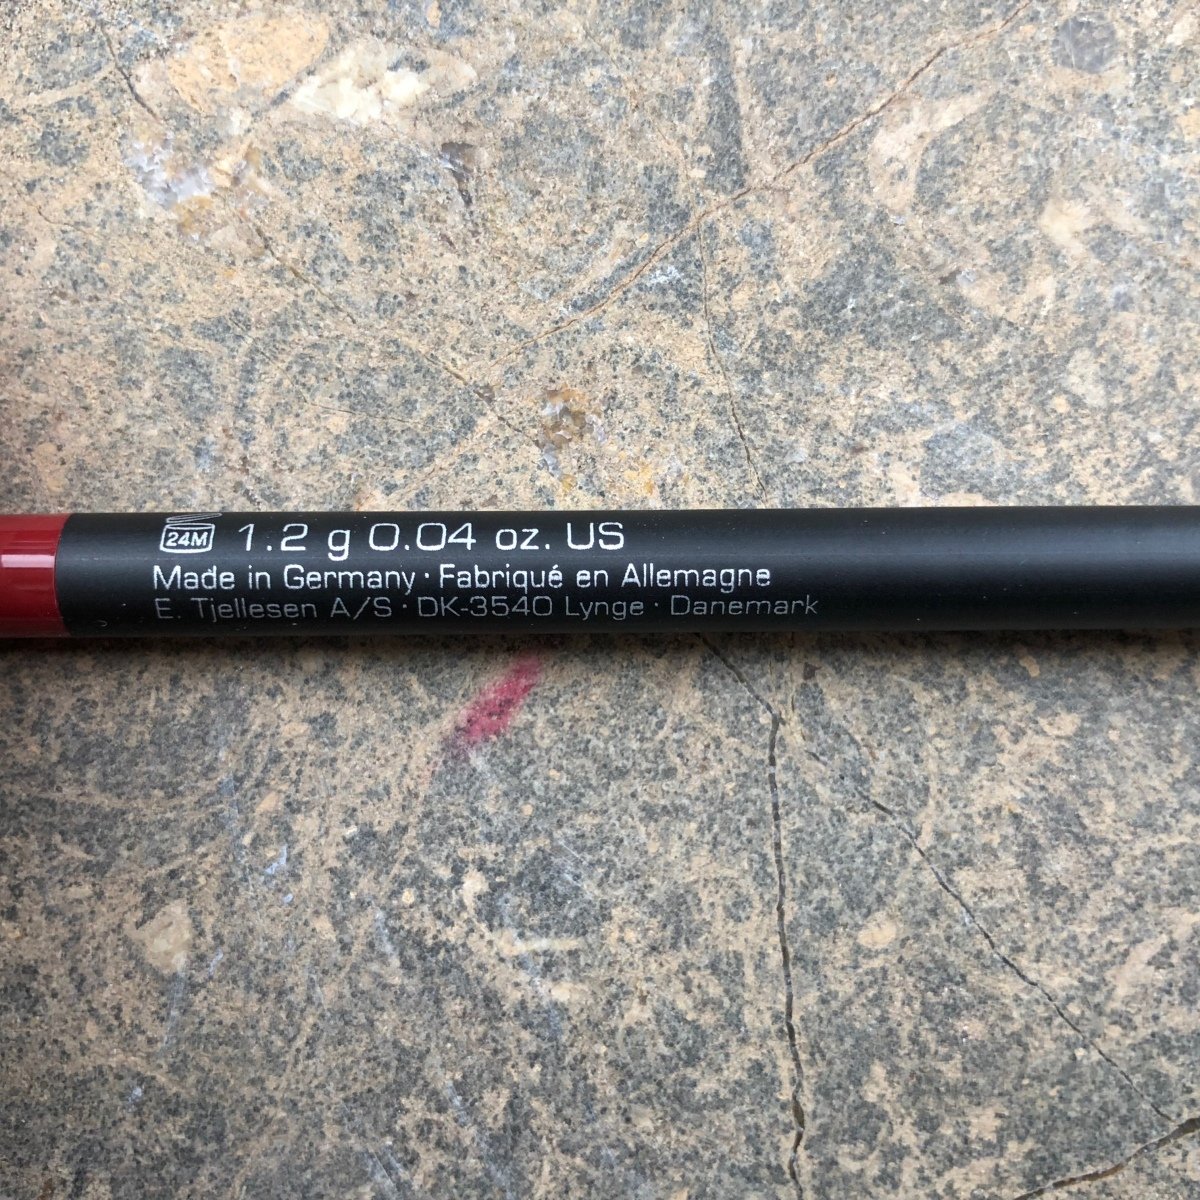 24M 1.2 g 0.04 oz. US
Made in Germany · Fabriqué en Allemagne
E. Tjellesen A/S · DK-3540 Lynge · Danemark